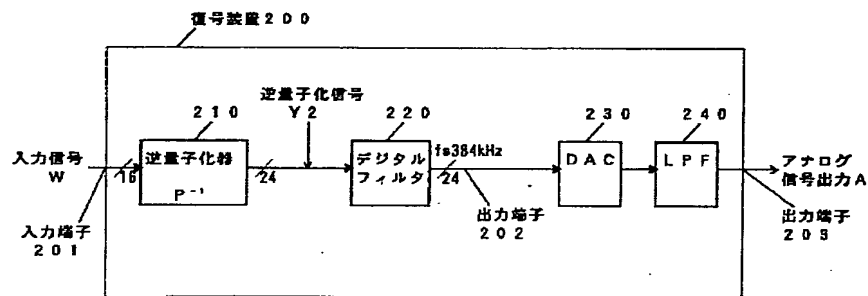 復号装置200
210
逆量子化信号
Y2
220
230
240
入力信号
W
16
逆量子化器
P⁻¹
24
デジタル
フィルタ
fs384kHz
24
DAC
LPF
アナログ
信号出力A
入力端子
201
出力端子
202
出力端子
203